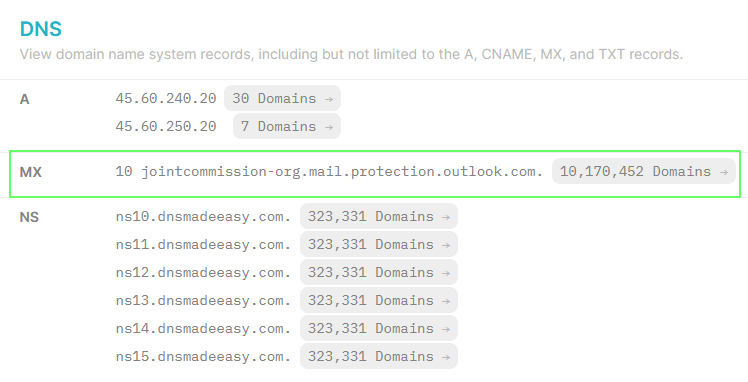 DNS
View domain name system records, including but not limited to the A, CNAME, MX, and TXT records.
A 45.60.240.20 30 Domains →
45.60.250.20 7 Domains →
MX 10 jointcommission-org.mail.protection.outlook.com. 10,170,452 Domains →
NS ns10.dnsmadeeasy.com. 323,331 Domains →
ns11.dnsmadeeasy.com. 323,331 Domains →
ns12.dnsmadeeasy.com. 323,331 Domains →
ns13.dnsmadeeasy.com. 323,331 Domains →
ns14.dnsmadeeasy.com. 323,331 Domains →
ns15.dnsmadeeasy.com. 323,331 Domains →